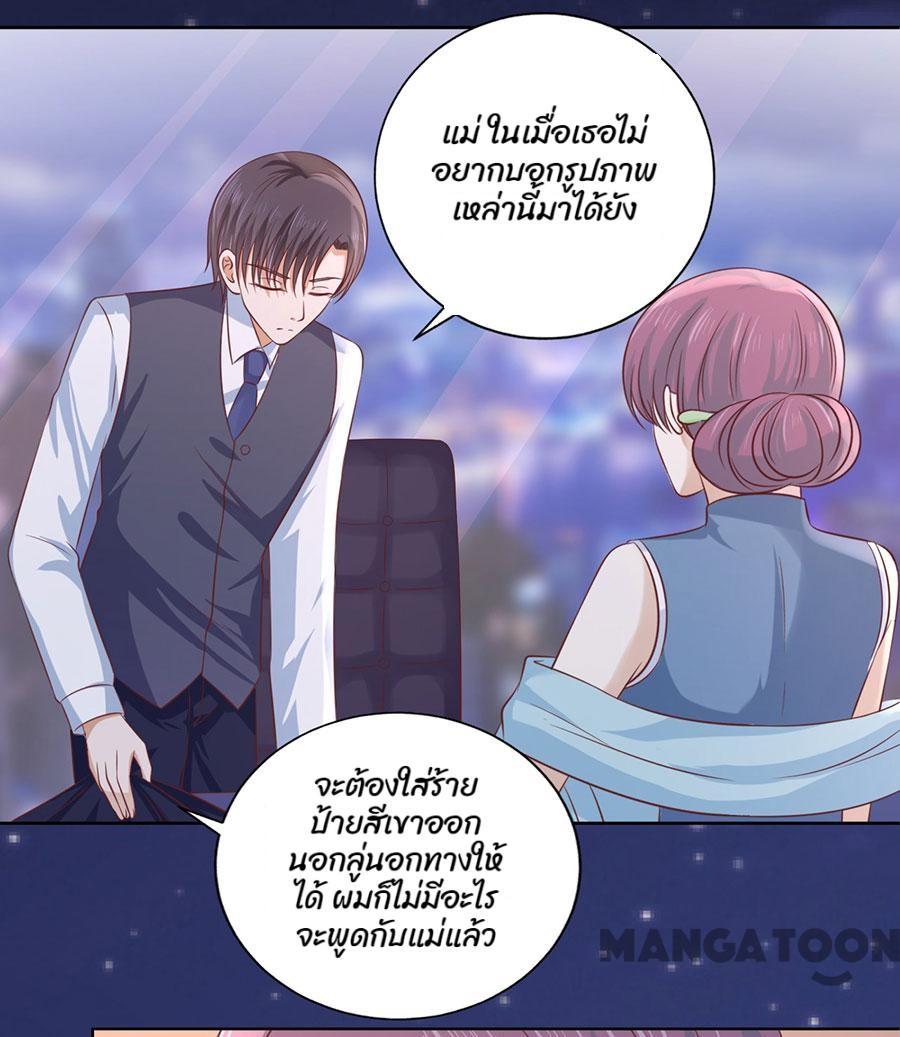 แม่ ในเมื่อเธอไม่
อยากบอกรูปภาพ
เหล่านี้มาได้ยัง
จะต้องใส่ร้าย
ป้ายสีเขาออก
นอกลู่นอกทางให้
ได้ ผมก็ไม่มีอะไร
จะพูดกับแม่แล้ว
MANGATOON